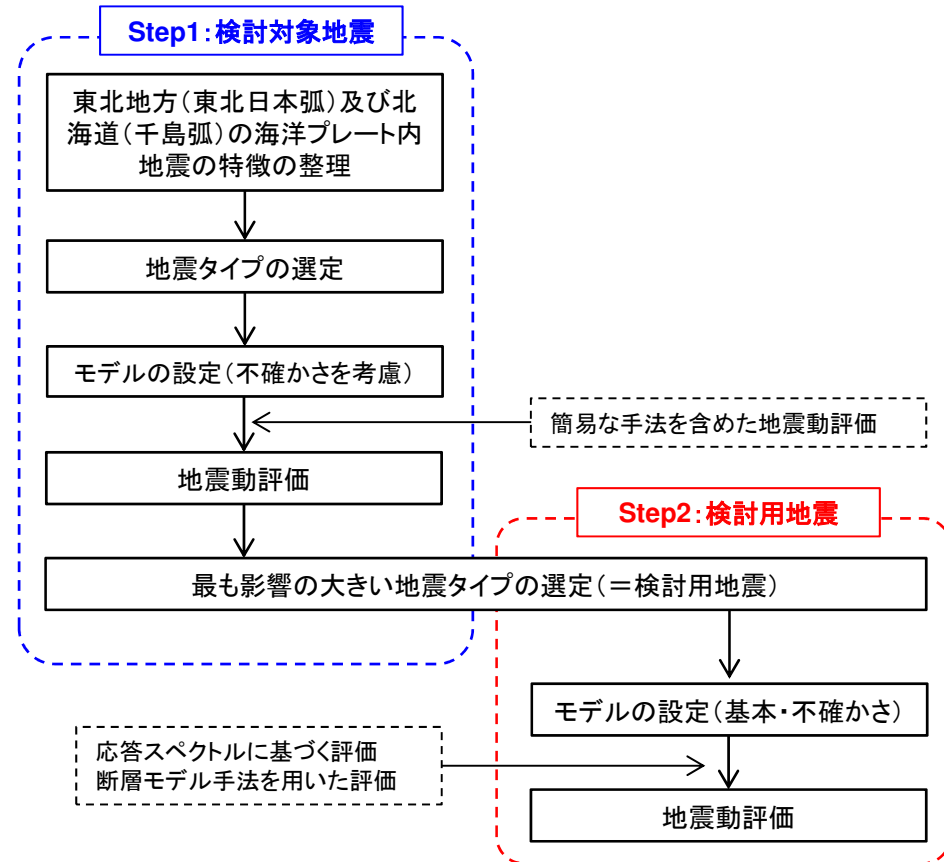 Step1：検討対象地震
東北地方（東北日本弧）及び北
海道（千島弧）の海洋プレート内
地震の特徴の整理
地震タイプの選定
モデルの設定（不確かさを考慮）
簡易な手法を含めた地震動評価
地震動評価
Step2：検討用地震
最も影響の大きい地震タイプの選定（＝検討用地震）
モデルの設定（基本・不確かさ）
応答スペクトルに基づく評価
断層モデル手法を用いた評価
地震動評価